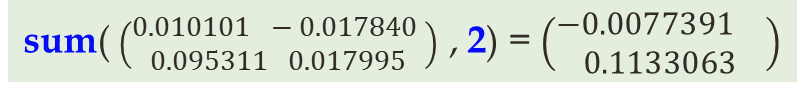 sum( ( 0.010101 − 0.017840
0.095311 0.017995 ) , 2) = ( −0.0077391
0.1133063 )